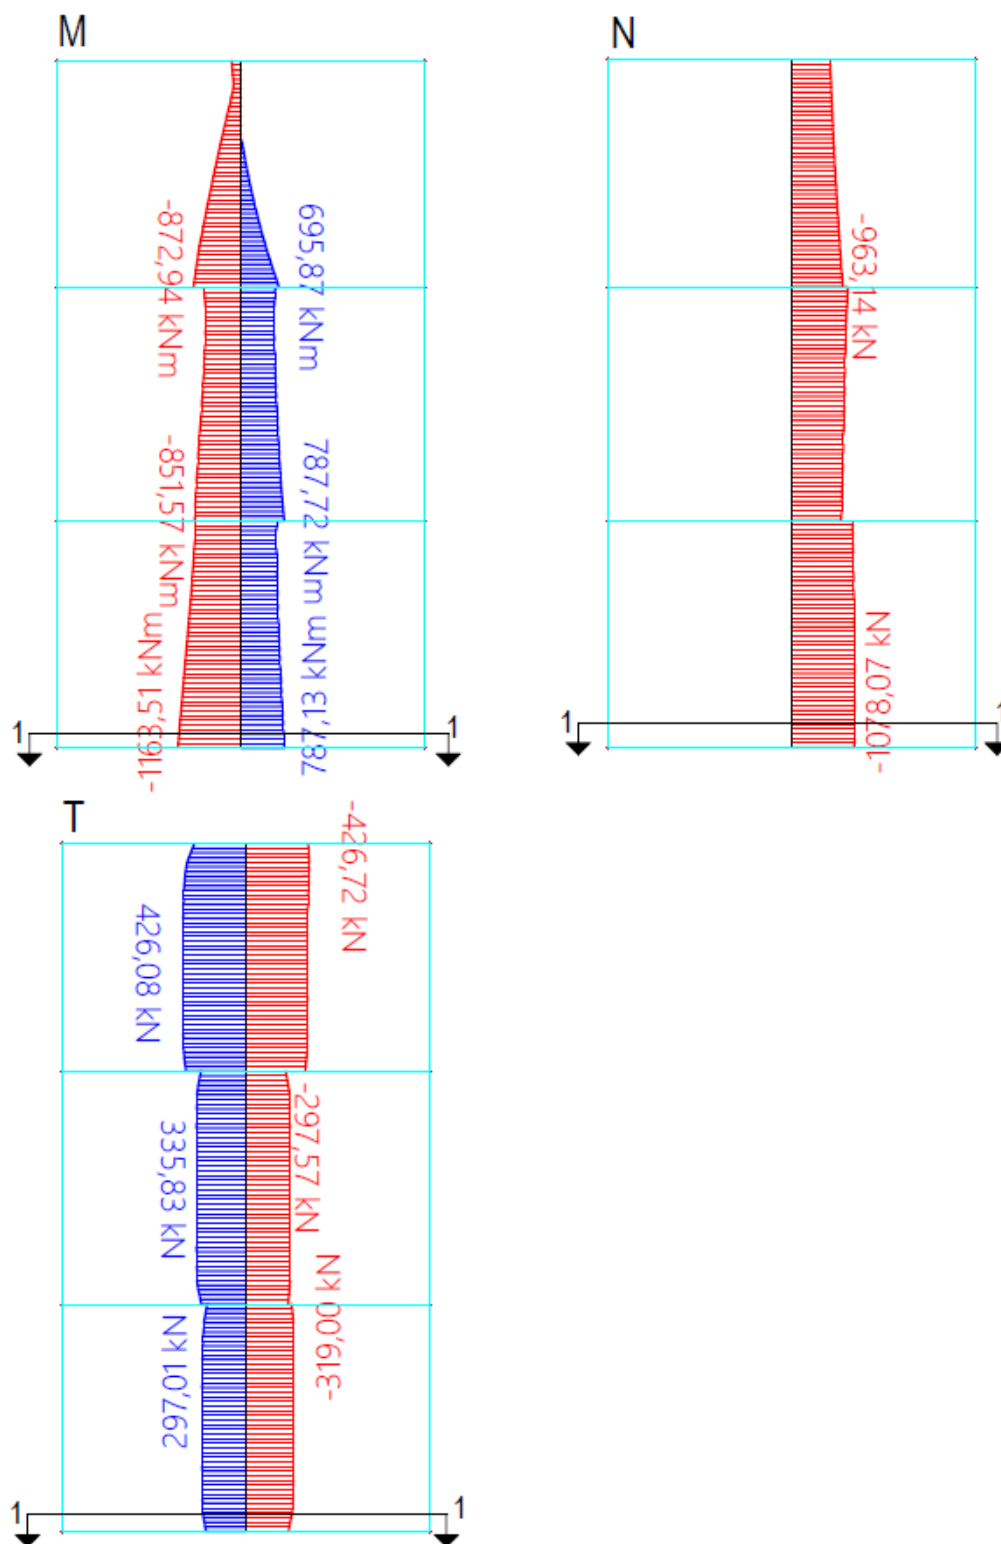 M
-872,94 kNm
695,87 kNm
-851,57 kNm
787,72 kNm
-1163,51 kNm
787,13 kNm
1
1
N
-963,14 kN
-1078,07 kN
1
1
T
-426,72 kN
426,08 kN
-297,57 kN
335,83 kN
-319,00 kN
297,01 kN
1
1